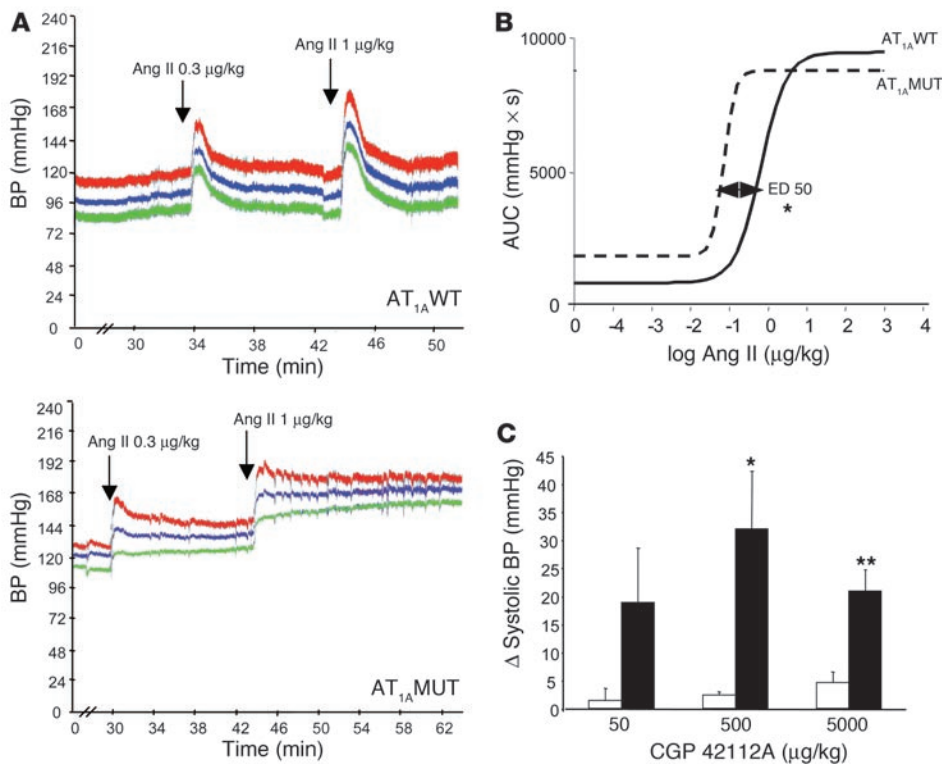 A
240
216
192
168
144
120
96
72
48
24
0
BP (mmHg)
Ang II 0.3 μg/kg
Ang II 1 μg/kg
AT1AWT
0 34 38 42 46 50
Time (min)
240
216
192
168
144
120
96
72
48
24
0
BP (mmHg)
Ang II 0.3 μg/kg
Ang II 1 μg/kg
AT1AMUT
0 30 34 38 42 46 50 54 58 62
Time (min)
B
10000
5000
0
AUC (mmHg × s)
AT1AWT
AT1AMUT
ED 50
*
0 -4 -3 -2 -1 0 1 2 3 4
log Ang II (μg/kg)
C
45
40
35
30
25
20
15
10
5
0
Δ Systolic BP (mmHg)
*
**
50 500 5000
CGP 42112A (μg/kg)